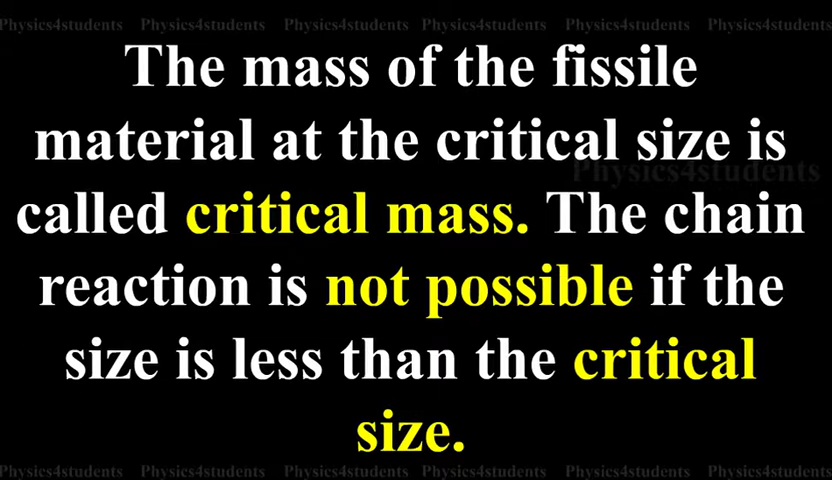 Physics4students Physics4students Physics4students Physics4students Physics4students Physics4students
The mass of the fissile
material at the critical size is
Physics4students
called critical mass. The chain
reaction is not possible if the
size is less than the critical
size.
Physics4students Physics4students Physics4students Physics4students Physics4students Physics4students